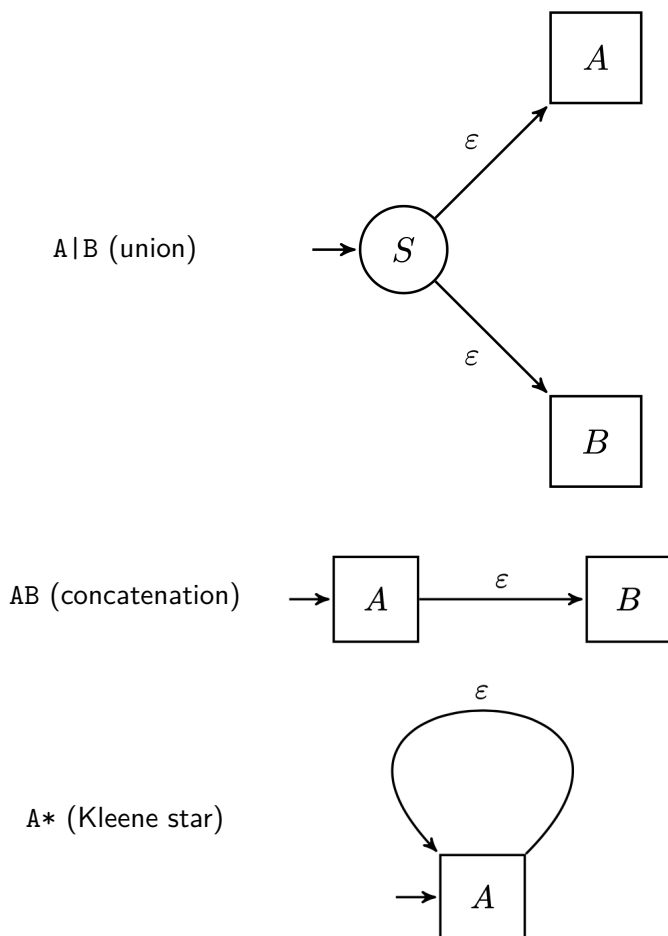 A
ε
A|B (union)
S
ε
B
AB (concatenation)
A
ε
B
ε
A* (Kleene star)
A